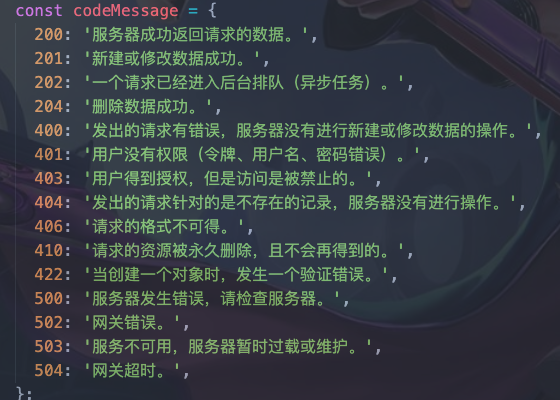 const codeMessage = {
200: '服务器成功返回请求的数据。',
201: '新建或修改数据成功。',
202: '一个请求已经进入后台排队（异步任务）。',
204: '删除数据成功。',
400: '发出的请求有错误，服务器没有进行新建或修改数据的操作。',
401: '用户没有权限（令牌、用户名、密码错误）。',
403: '用户得到授权，但是访问是被禁止的。',
404: '发出的请求针对的是不存在的记录，服务器没有进行操作。',
406: '请求的格式不可得。',
410: '请求的资源被永久删除，且不会再得到的。',
422: '当创建一个对象时，发生一个验证错误。',
500: '服务器发生错误，请检查服务器。',
502: '网关错误。',
503: '服务不可用，服务器暂时过载或维护。',
504: '网关超时。',
};